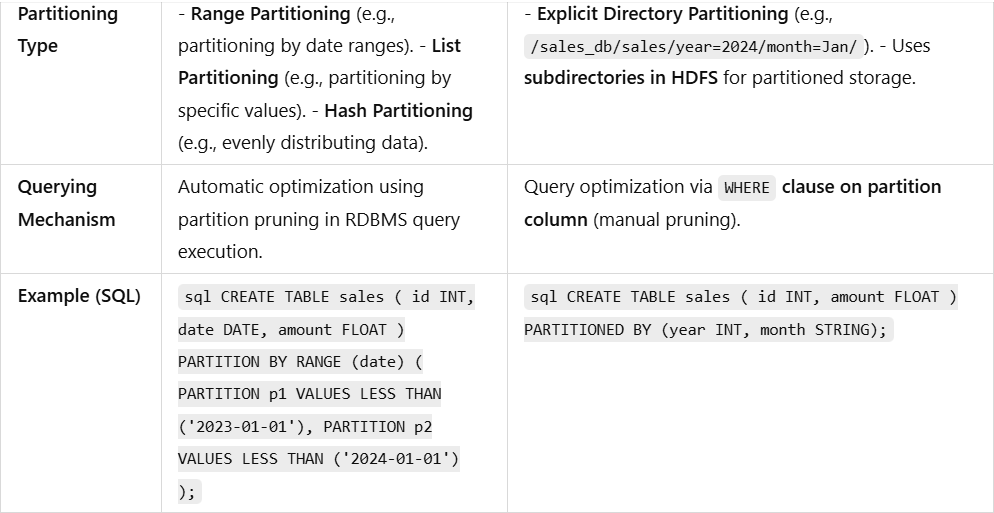 Partitioning
Type
- Range Partitioning (e.g.,
partitioning by date ranges). - List
Partitioning (e.g., partitioning by
specific values). - Hash Partitioning
(e.g., evenly distributing data).
- Explicit Directory Partitioning (e.g.,
/sales_db/sales/year=2024/month=Jan/ ). - Uses
subdirectories in HDFS for partitioned storage.
Querying
Mechanism
Automatic optimization using
partition pruning in RDBMS query
execution.
Query optimization via WHERE clause on partition
column (manual pruning).
Example (SQL)
sql CREATE TABLE sales ( id INT,
date DATE, amount FLOAT )
PARTITION BY RANGE (date) (
PARTITION p1 VALUES LESS THAN
('2023-01-01'), PARTITION p2
VALUES LESS THAN ('2024-01-01')
);
sql CREATE TABLE sales ( id INT, amount FLOAT )
PARTITIONED BY (year INT, month STRING);